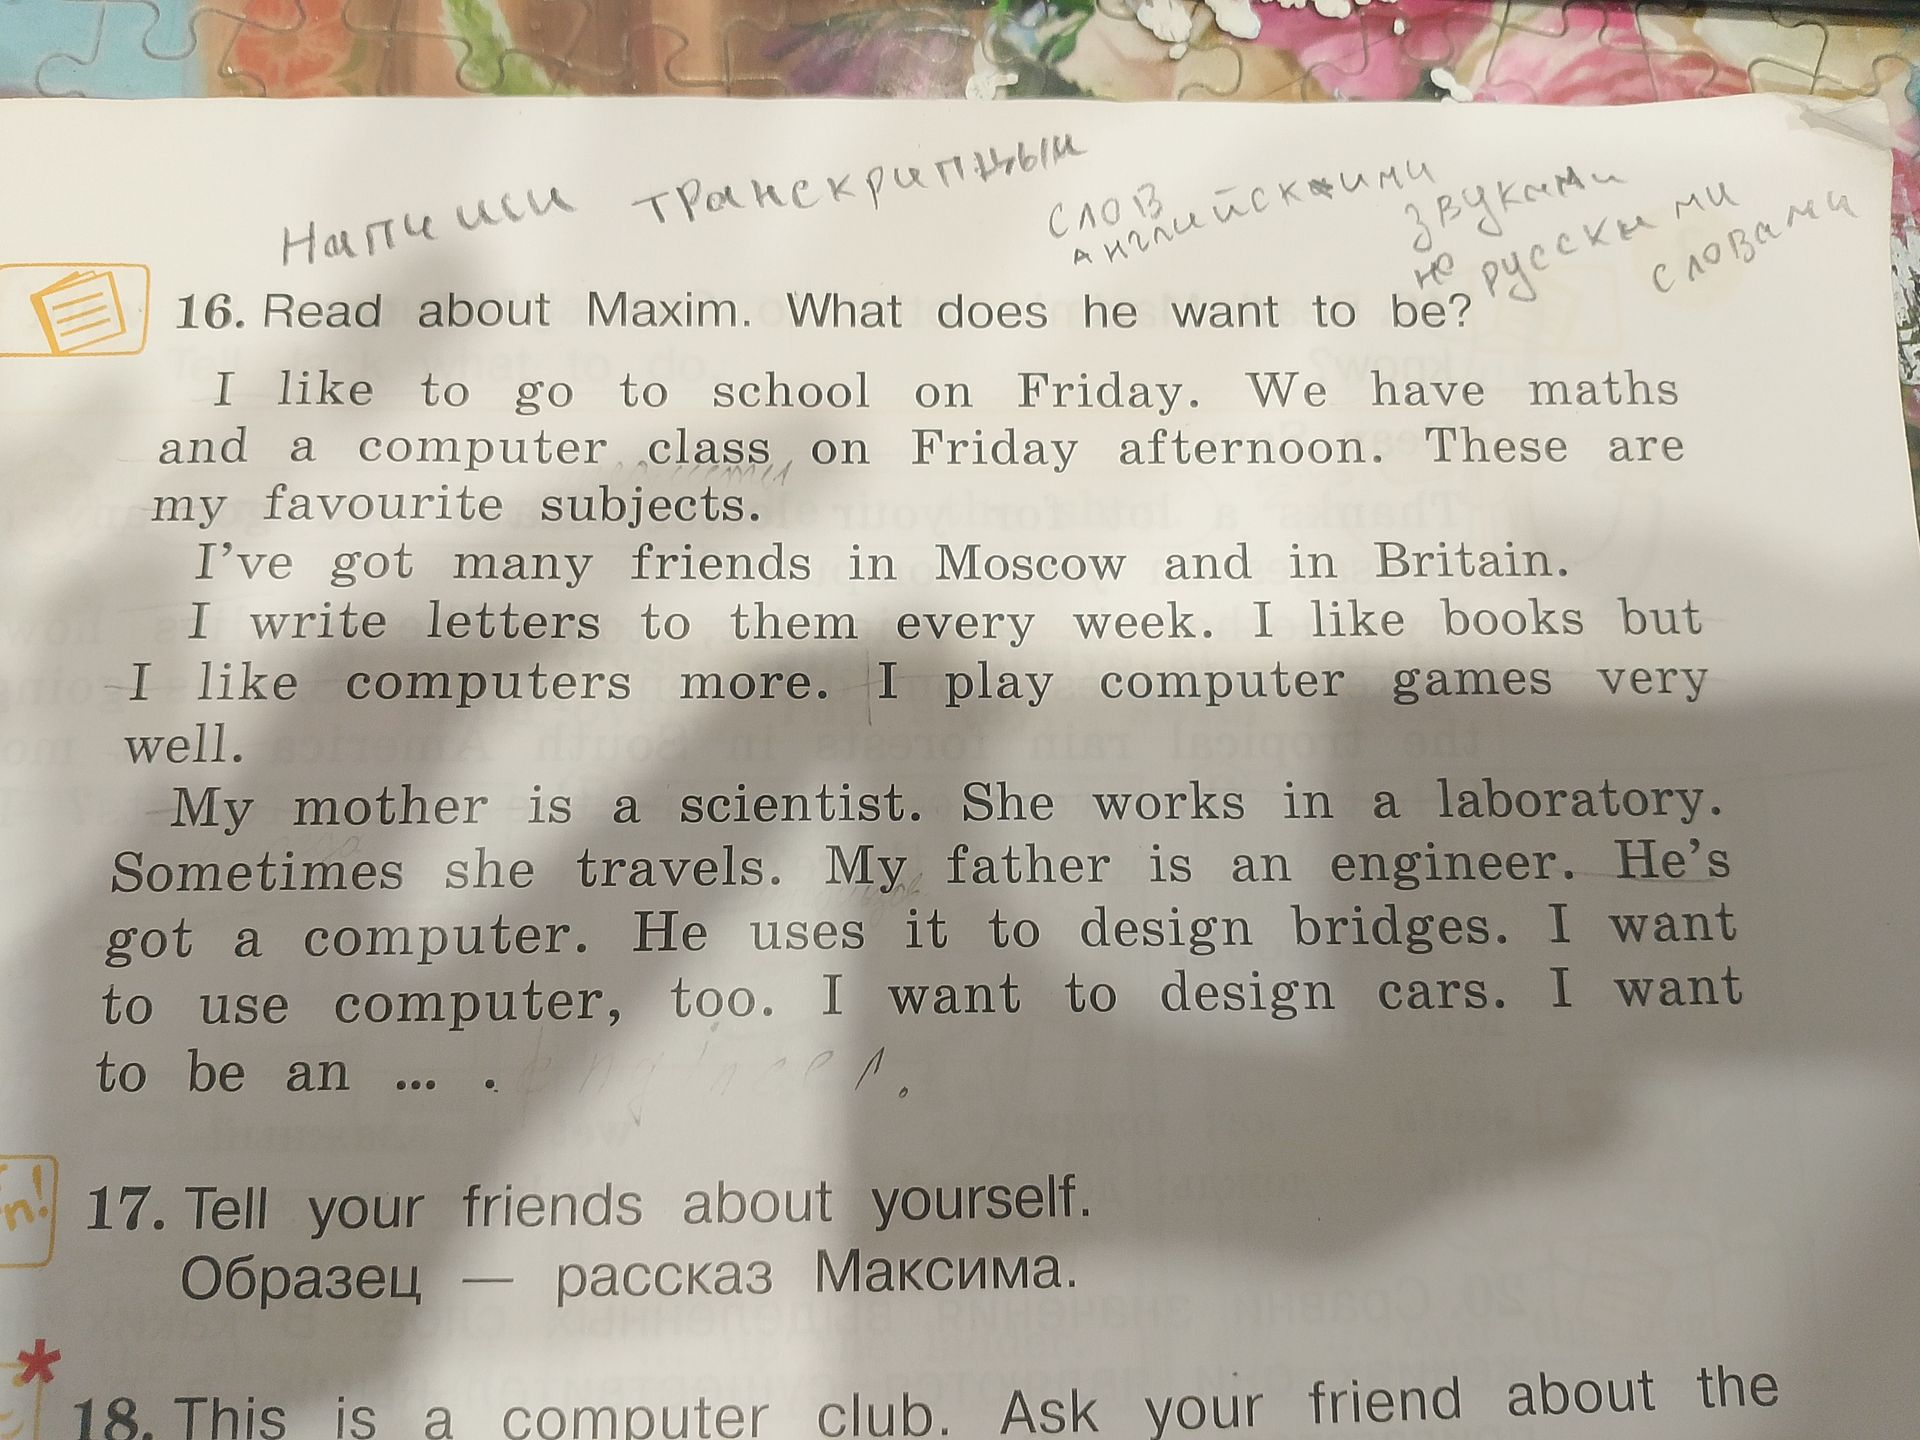 Напиши транскрипцыи слов
английскими звуками
но русскими словами
16. Read about Maxim. What does he want to be?
I like to go to school on Friday. We have maths
and a computer class on Friday afternoon. These are
my favourite subjects.
I've got many friends in Moscow and in Britain.
I write letters to them every week. I like books but
I like computers more. I play computer games very
well.
My mother is a scientist. She works in a laboratory.
Sometimes she travels. My father is an engineer. He's
got a computer. He uses it to design bridges. I want
to use computer, too. I want to design cars. I want
to be an ... . engineer.
n!
17. Tell your friends about yourself.
Образец — рассказ Максима.
*
18. This is a computer club. Ask your friend about the